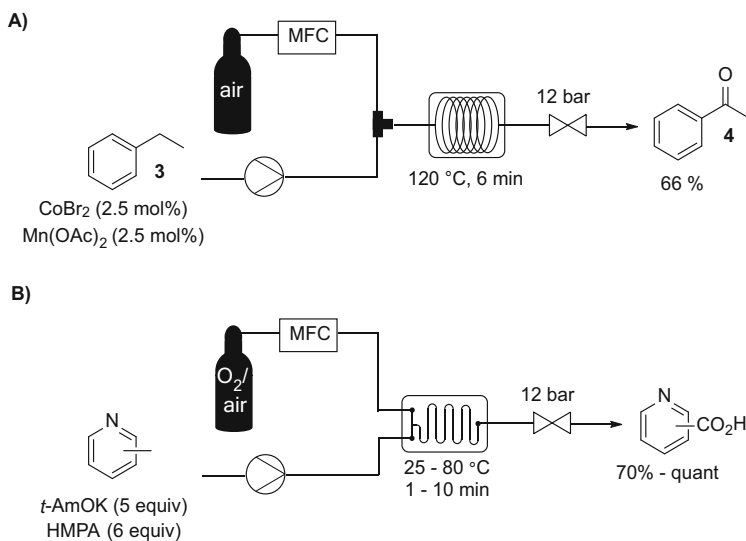 A)
MFC
air
3
CoBr₂ (2.5 mol%)
Mn(OAc)₂ (2.5 mol%)
120 °C, 6 min
12 bar
O
4
66 %
B)
MFC
O₂/
air
N
t-AmOK (5 equiv)
HMPA (6 equiv)
25 - 80 °C
1 - 10 min
12 bar
N
CO₂H
70% - quant